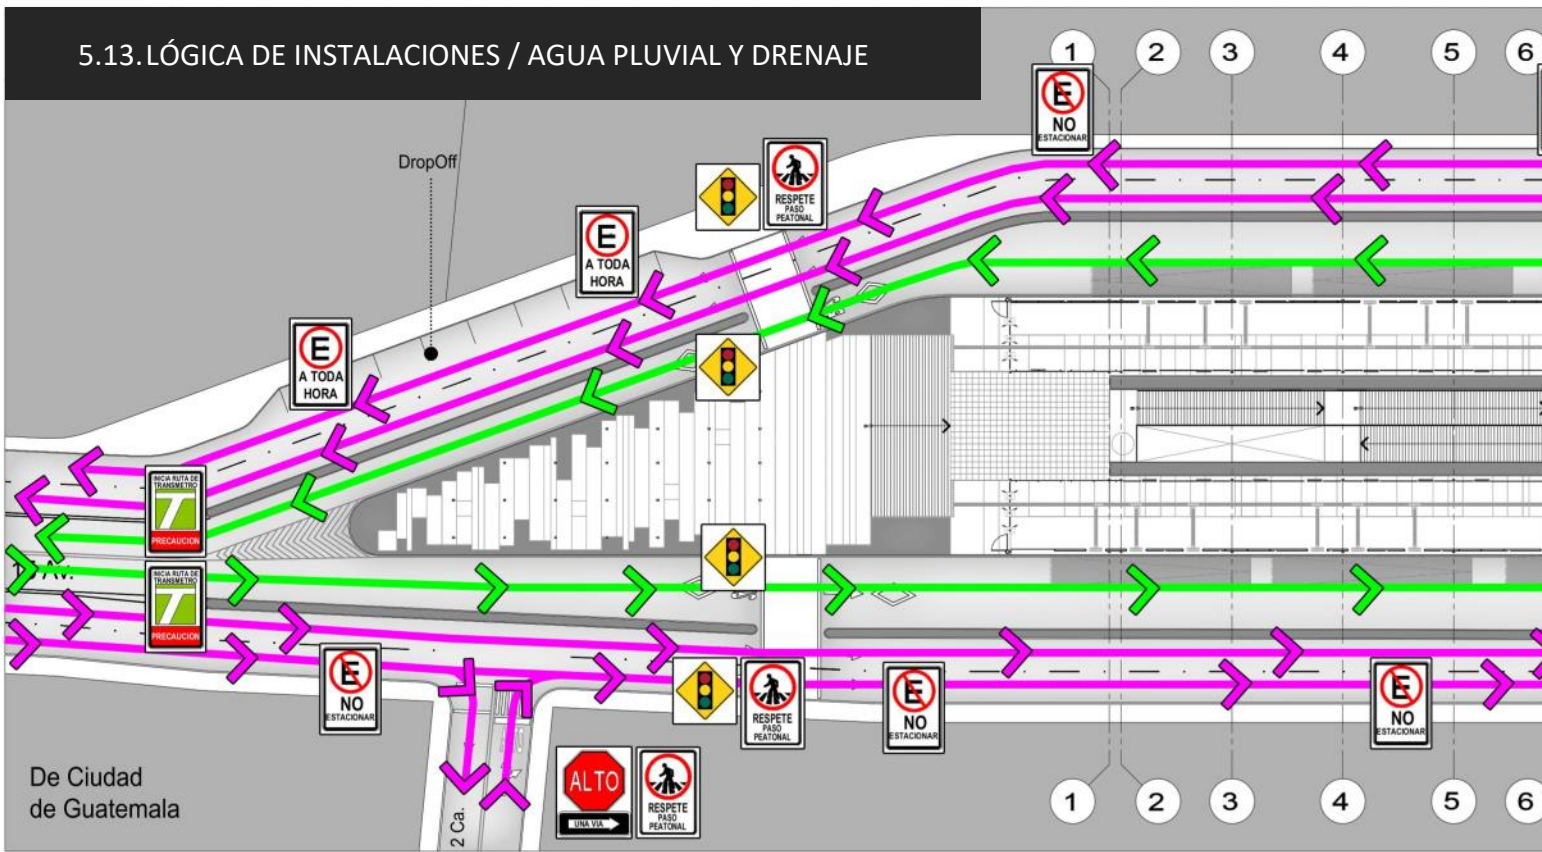 5.13. LÓGICA DE INSTALACIONES / AGUA PLUVIAL Y DRENAJE
1 2 3 4 5 6
E
NO
ESTACIONAR
DropOff
RESPETE
PASO
PEATONAL
E
A TODA
HORA
E
A TODA
HORA
INICIA RUTA DE
TRANSMETRO
T
PRECAUCION
Av.
INICIA RUTA DE
TRANSMETRO
T
PRECAUCION
E
NO
ESTACIONAR
RESPETE
PASO
PEATONAL
E
NO
ESTACIONAR
E
NO
ESTACIONAR
De Ciudad
de Guatemala
2 Ca.
ALTO
UNA VIA
RESPETE
PASO
PEATONAL
1 2 3 4 5 6